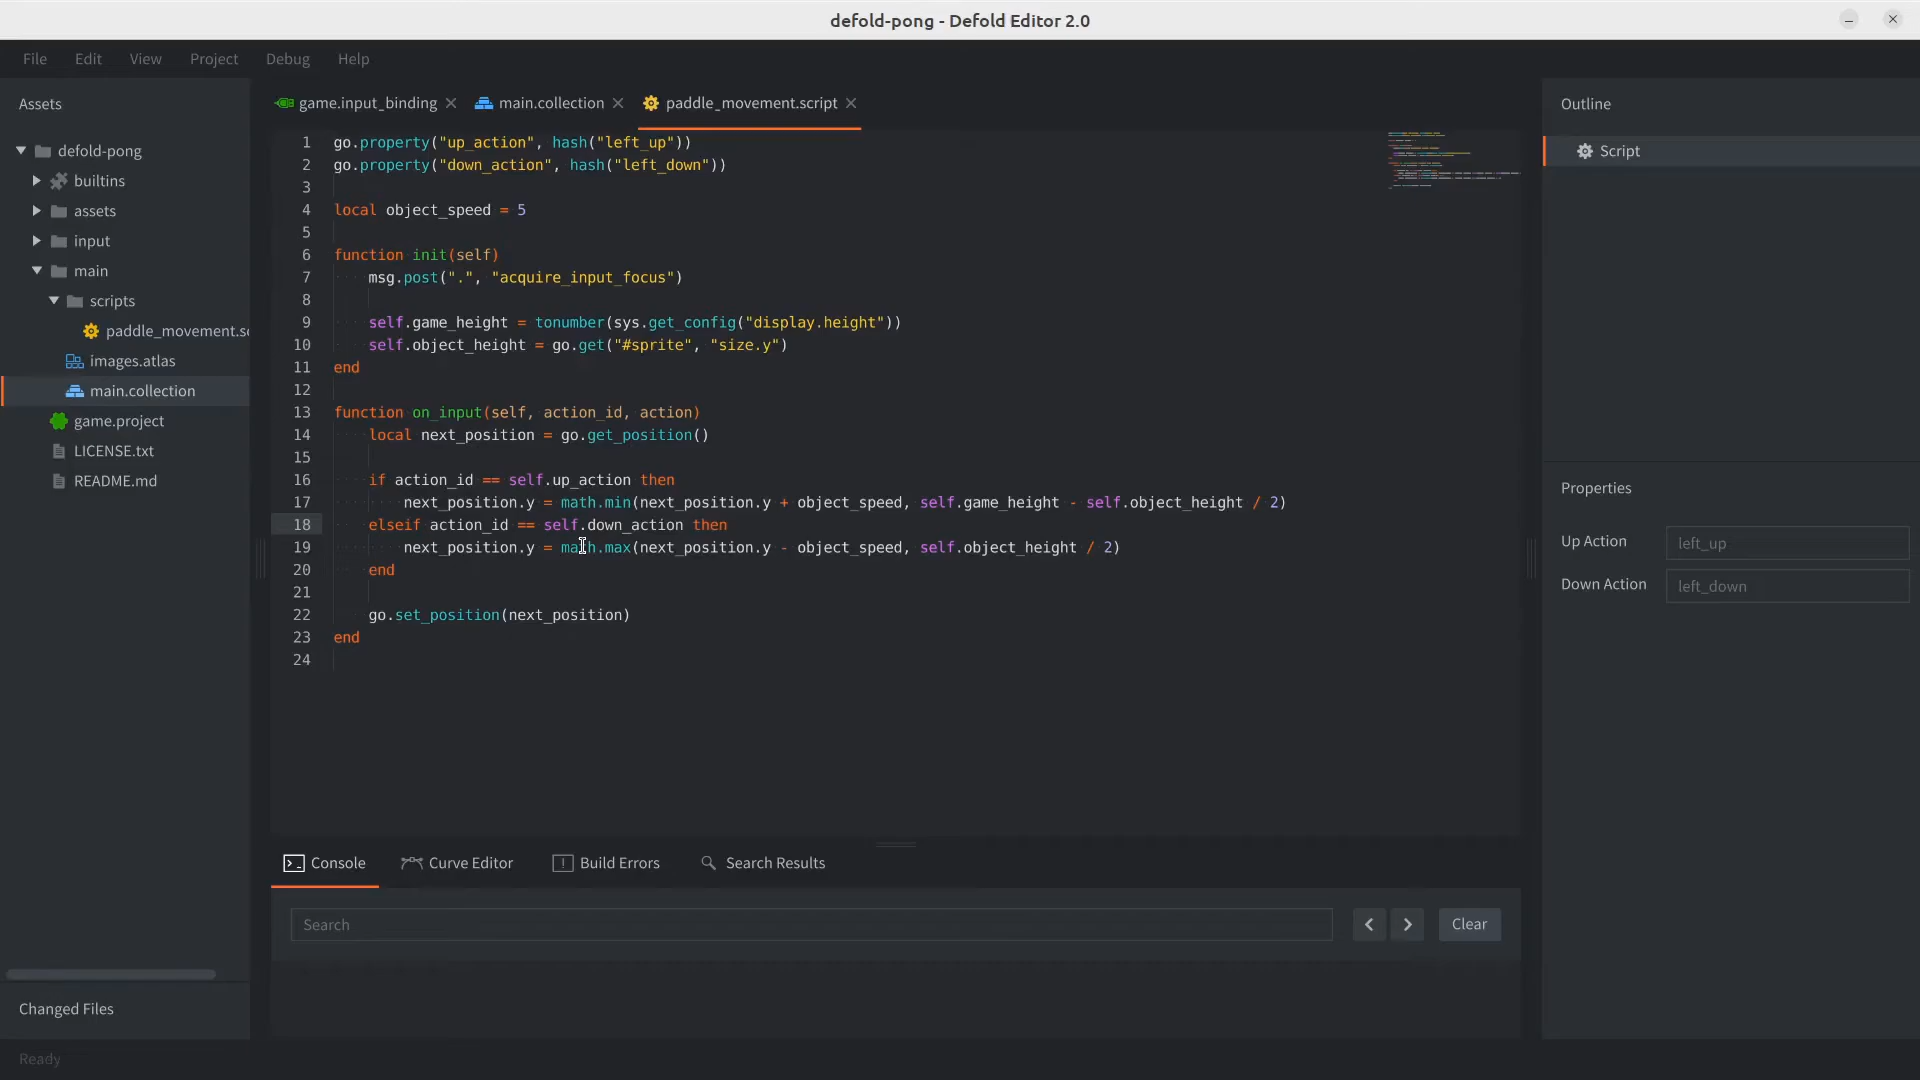 defold-pong - Defold Editor 2.0
File Edit View Project Debug Help
Assets
defold-pong
builtins
assets
input
main
scripts
paddle_movement.sc
images.atlas
main.collection
game.project
LICENSE.txt
README.md
Changed Files
Ready
game.input_binding main.collection paddle_movement.script
1 go.property("up_action", hash("left_up"))
2 go.property("down_action", hash("left_down"))
3
4 local object_speed = 5
5
6 function init(self)
7 msg.post(".", "acquire_input_focus")
8
9 self.game_height = tonumber(sys.get_config("display.height"))
10 self.object_height = go.get("#sprite", "size.y")
11 end
12
13 function on_input(self, action_id, action)
14 local next_position = go.get_position()
15
16 if action_id == self.up_action then
17 next_position.y = math.min(next_position.y + object_speed, self.game_height - self.object_height / 2)
18 elseif action_id == self.down_action then
19 next_position.y = math.max(next_position.y - object_speed, self.object_height / 2)
20 end
21
22 go.set_position(next_position)
23 end
24
Console Curve Editor Build Errors Search Results
Search
Clear
Outline
Script
Properties
Up Action left_up
Down Action left_down